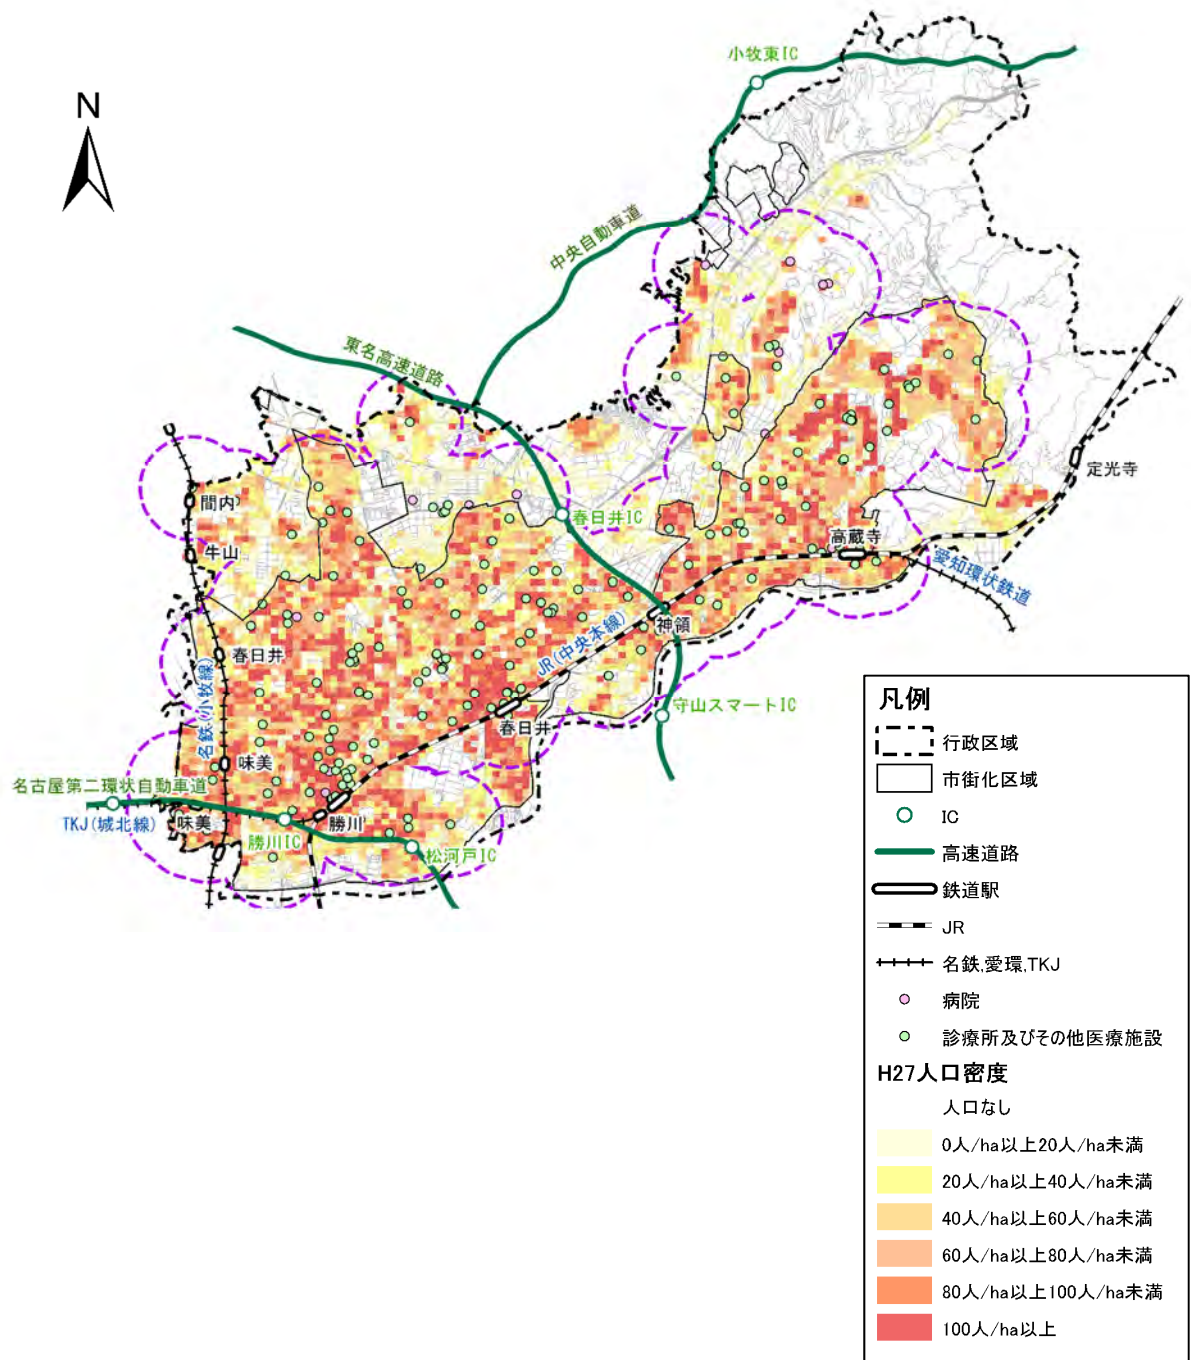 小牧東IC
N
中央自動車道
東名高速道路
定光寺
間内
春日井IC
高蔵寺
牛山
愛知環状鉄道
神領
春日井
JR(中央本線)
名鉄(小牧線)
守山スマートIC
春日井
味美
名古屋第二環状自動車道
TKJ(城北線)
味美
勝川
勝川IC
松河戸IC
凡例
行政区域
市街化区域
IC
高速道路
鉄道駅
JR
名鉄,愛環,TKJ
病院
診療所及びその他医療施設
H27人口密度
人口なし
0人/ha以上20人/ha未満
20人/ha以上40人/ha未満
40人/ha以上60人/ha未満
60人/ha以上80人/ha未満
80人/ha以上100人/ha未満
100人/ha以上